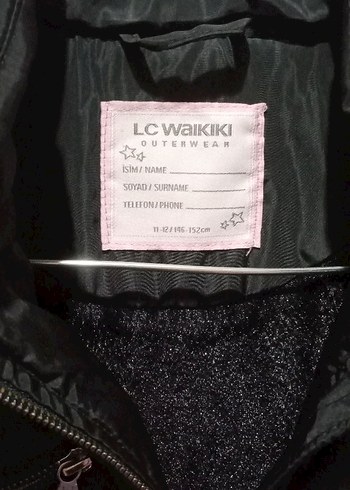 LC WAIKIKI
OUTERWEAR
İSİM / NAME
SOYAD / SURNAME
TELEFON / PHONE
11-12 / 146-152cm